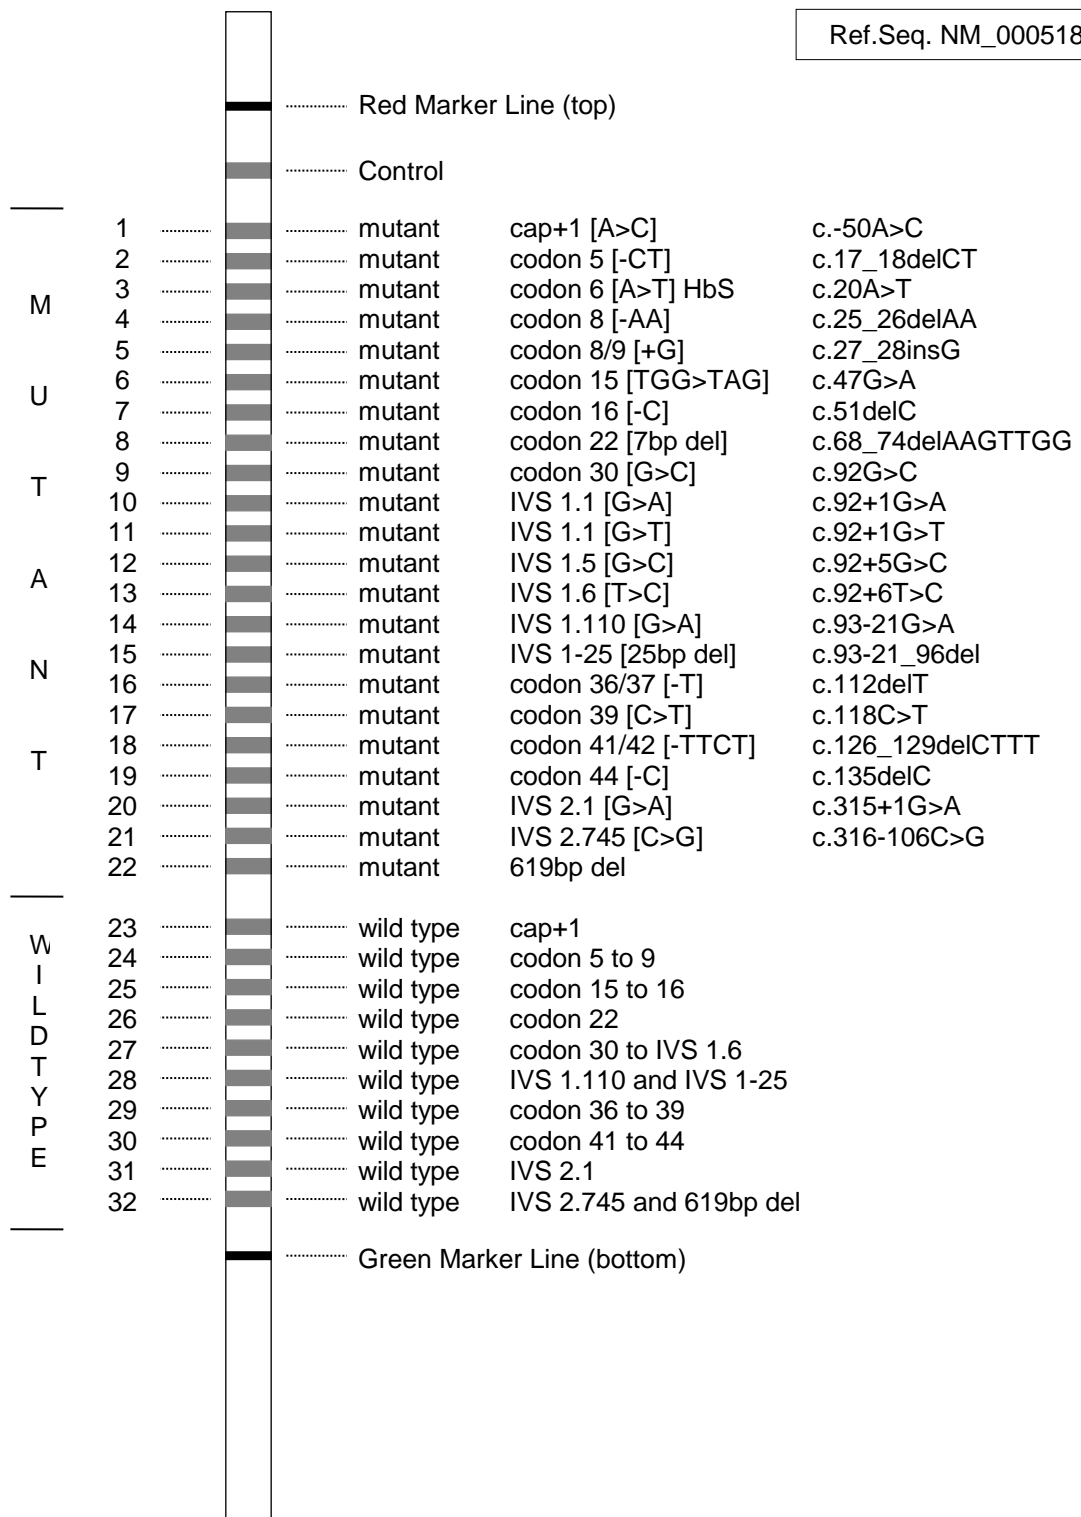 Ref.Seq. NM_000518
Red Marker Line (top)
Control
1 mutant cap+1 [A>C] c.-50A>C
2 mutant codon 5 [-CT] c.17_18delCT
3 mutant codon 6 [A>T] HbS c.20A>T
4 mutant codon 8 [-AA] c.25_26delAA
5 mutant codon 8/9 [+G] c.27_28insG
6 mutant codon 15 [TGG>TAG] c.47G>A
7 mutant codon 16 [-C] c.51delC
8 mutant codon 22 [7bp del] c.68_74delAAGTTGG
9 mutant codon 30 [G>C] c.92G>C
10 mutant IVS 1.1 [G>A] c.92+1G>A
11 mutant IVS 1.1 [G>T] c.92+1G>T
12 mutant IVS 1.5 [G>C] c.92+5G>C
13 mutant IVS 1.6 [T>C] c.92+6T>C
14 mutant IVS 1.110 [G>A] c.93-21G>A
15 mutant IVS 1-25 [25bp del] c.93-21_96del
16 mutant codon 36/37 [-T] c.112delT
17 mutant codon 39 [C>T] c.118C>T
18 mutant codon 41/42 [-TTCT] c.126_129delCTTT
19 mutant codon 44 [-C] c.135delC
20 mutant IVS 2.1 [G>A] c.315+1G>A
21 mutant IVS 2.745 [C>G] c.316-106C>G
22 mutant 619bp del
M
U
T
A
N
T
23 wild type cap+1
24 wild type codon 5 to 9
25 wild type codon 15 to 16
26 wild type codon 22
27 wild type codon 30 to IVS 1.6
28 wild type IVS 1.110 and IVS 1-25
29 wild type codon 36 to 39
30 wild type codon 41 to 44
31 wild type IVS 2.1
32 wild type IVS 2.745 and 619bp del
W
I
L
D
T
Y
P
E
Green Marker Line (bottom)